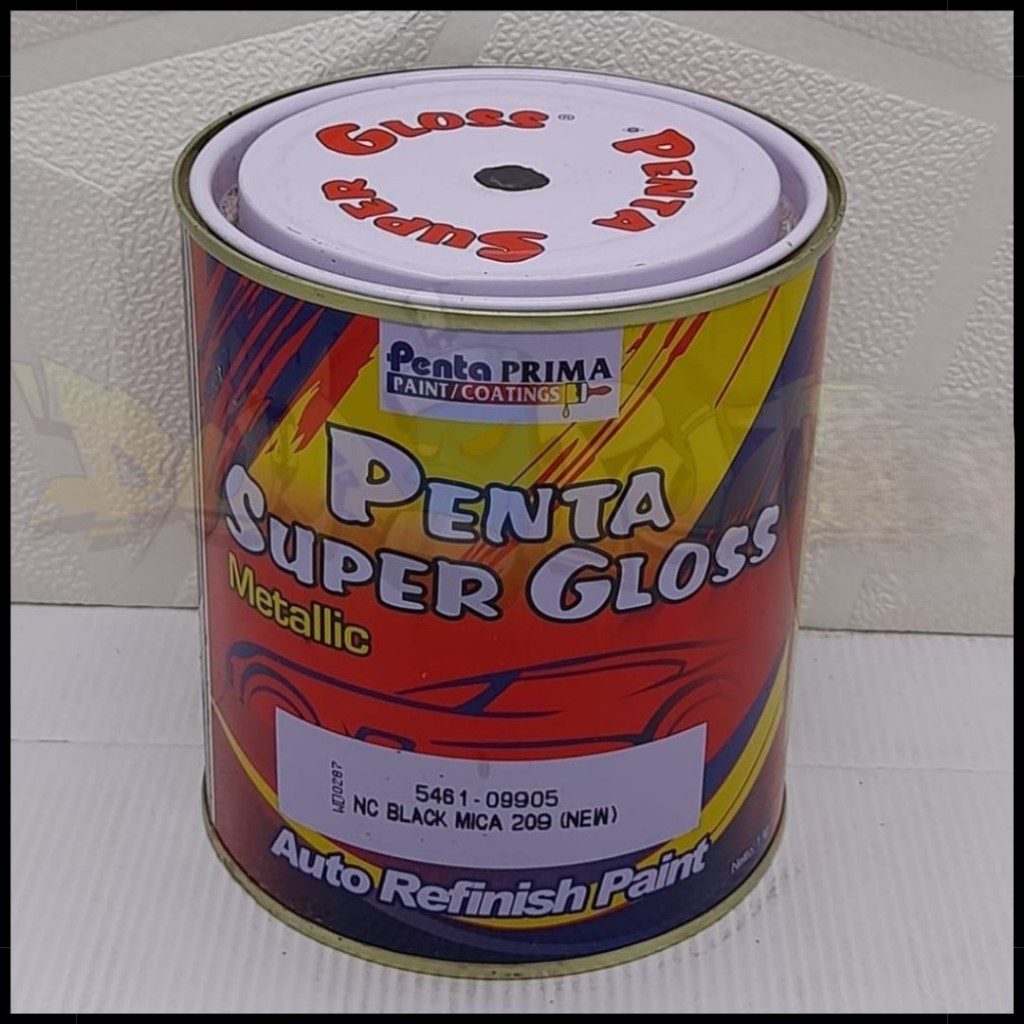 PENTA
SUPER GLOSS ®
Penta PRIMA
PAINT/COATINGS
PENTA
SUPER GLOSS
Metallic
5461-09905
NC BLACK MICA 209 (NEW)
Auto Refinish Paint